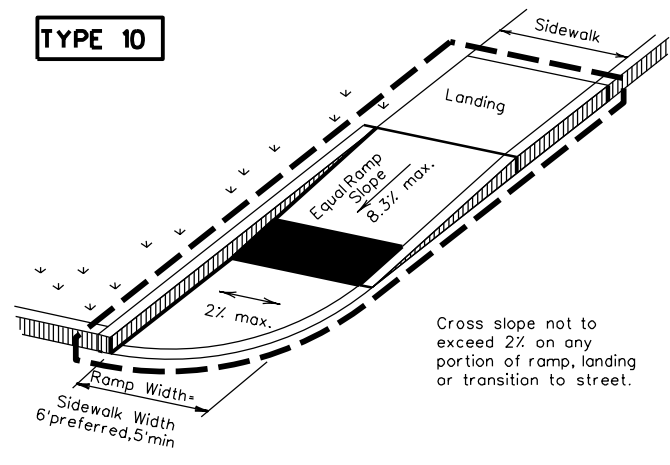 TYPE 10
Sidewalk
Landing
Equal Ramp
Slope
8.3% max.
2% max.
Ramp Width=
Sidewalk Width
6'preferred,5'min
Cross slope not to
exceed 2% on any
portion of ramp, landing
or transition to street.